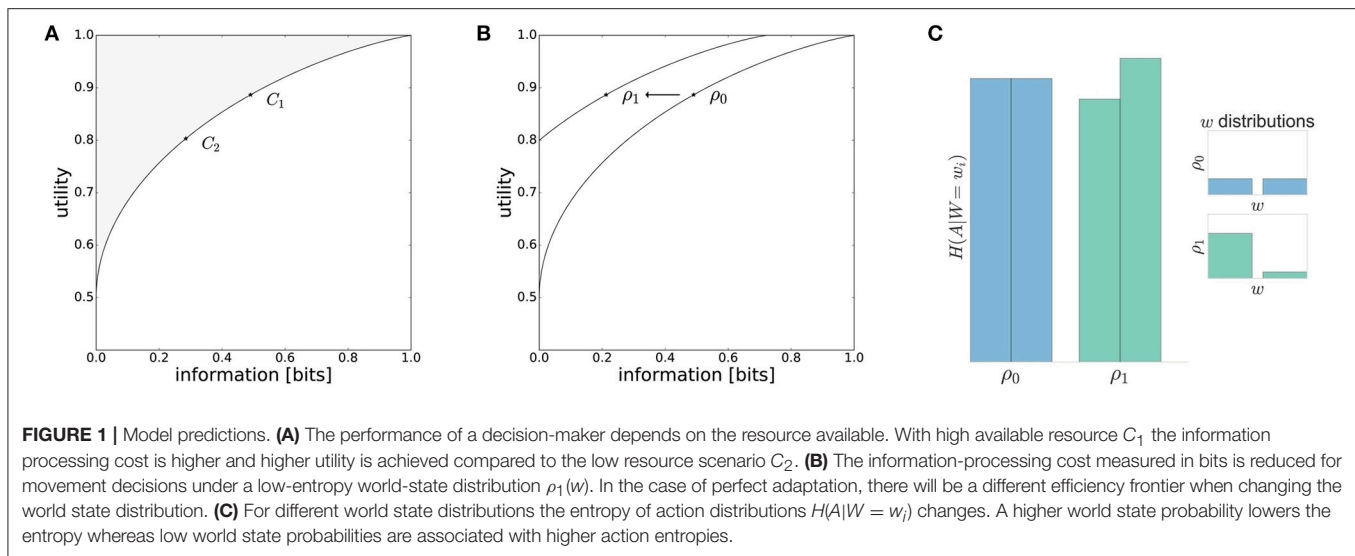 A
1.0
0.9
0.8
0.7
0.6
0.5
utility
C₁
C₂
0.0 0.2 0.4 0.6 0.8 1.0
information [bits]
B
1.0
0.9
0.8
0.7
0.6
0.5
utility
ρ₁ ← ρ₀
0.0 0.2 0.4 0.6 0.8 1.0
information [bits]
C
H(A|W = wᵢ)
ρ₀ ρ₁
w distributions
ρ₀
w
ρ₁
w
FIGURE 1 | Model predictions. (A) The performance of a decision-maker depends on the resource available. With high available resource C₁ the information
processing cost is higher and higher utility is achieved compared to the low resource scenario C₂. (B) The information-processing cost measured in bits is reduced for
movement decisions under a low-entropy world-state distribution ρ₁(w). In the case of perfect adaptation, there will be a different efficiency frontier when changing the
world state distribution. (C) For different world state distributions the entropy of action distributions H(A|W = wᵢ) changes. A higher world state probability lowers the
entropy whereas low world state probabilities are associated with higher action entropies.